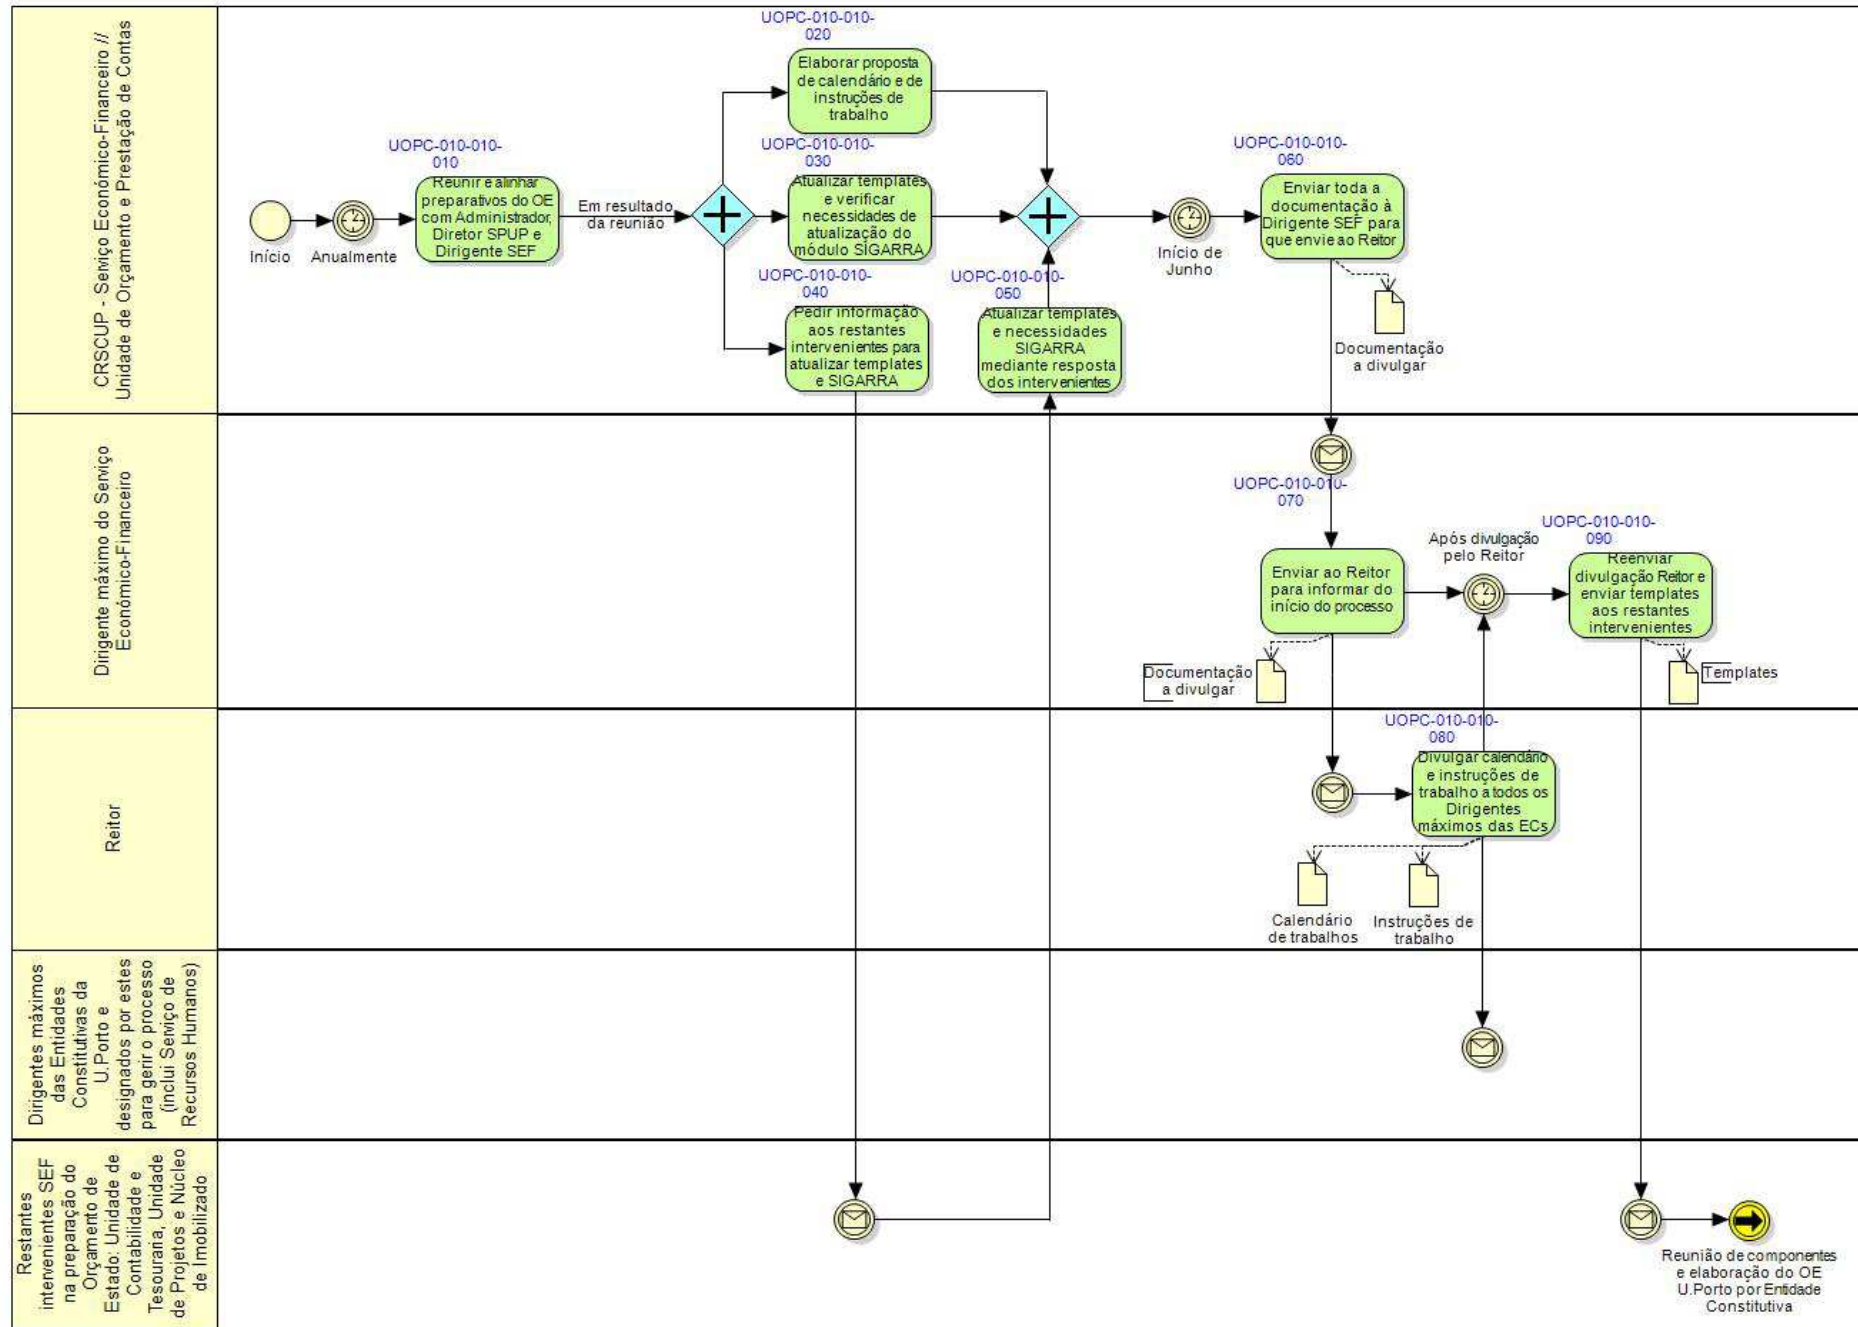 CRSCUP - Serviço Económico-Financeiro //
Unidade de Orçamento e Prestação de Contas
Início
Anualmente
UOPC-010-010-
010
Reunir e alinhar
preparativos do OE
com Administrador,
Diretor SPUP e
Dirigente SEF
Em resultado
da reunião
UOPC-010-010-
020
Elaborar proposta
de calendário e de
instruções de
trabalho
UOPC-010-010-
030
Atualizar templates
e verificar
necessidades de
atualização do
módulo SIGARRA
UOPC-010-010-
040
Pedir informação
aos restantes
intervenientes para
atualizar templates
e SIGARRA
UOPC-010-010-
050
Atualizar templates
e necessidades
SIGARRA
mediante resposta
dos intervenientes
Início de
Junho
UOPC-010-010-
060
Enviar toda a
documentação à
Dirigente SEF para
que envie ao Reitor
Documentação
a divulgar
Dirigente máximo do Serviço
Económico-Financeiro
UOPC-010-010-
070
Enviar ao Reitor
para informar do
início do processo
Documentação
a divulgar
Após divulgação
pelo Reitor
UOPC-010-010-
090
Reenviar
divulgação Reitor e
enviar templates
aos restantes
intervenientes
Templates
Reitor
UOPC-010-010-
080
Divulgar calendário
e instruções de
trabalho a todos os
Dirigentes
máximos das ECs
Calendário
de trabalhos
Instruções de
trabalho
Dirigentes máximos
das Entidades
Constitutivas da
U.Porto e
designados por estes
para gerir o processo
(inclui Serviço de
Recursos Humanos)
Restantes
intervenientes SEF
na preparação do
Orçamento de
Estado: Unidade de
Contabilidade e
Tesouraria, Unidade
de Projetos e Núcleo
de Imobilizado
Reunião de componentes
e elaboração do OE
U.Porto por Entidade
Constitutiva